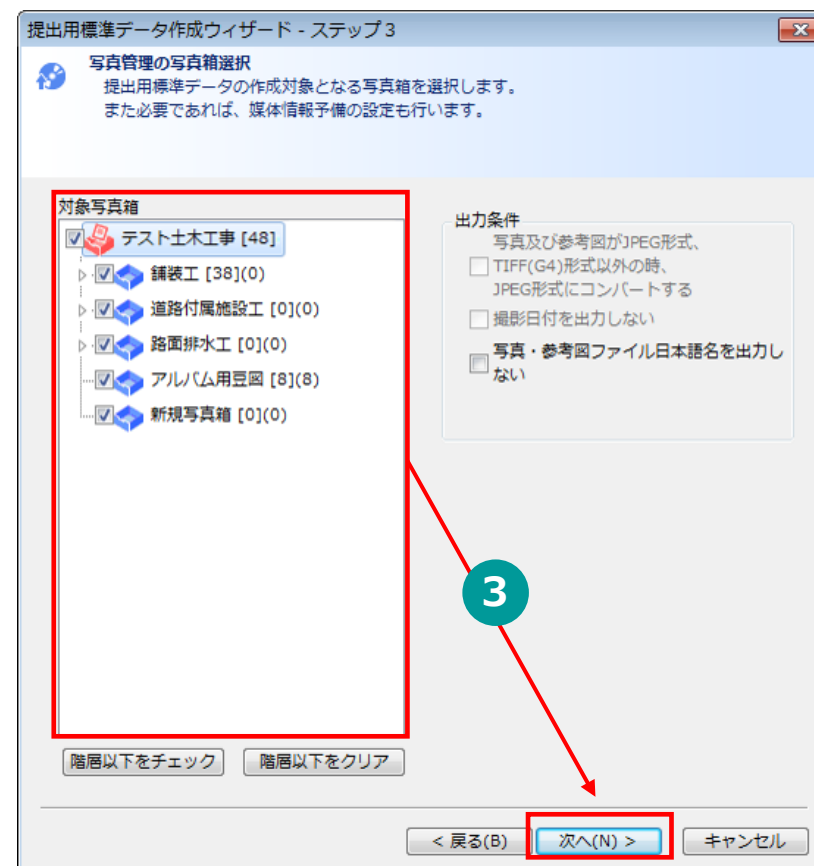 提出用標準データ作成ウィザード - ステップ3
写真管理の写真箱選択
提出用標準データの作成対象となる写真箱を選択します。
また必要であれば、媒体情報予備の設定も行います。
対象写真箱
テスト土木工事 [48]
舗装工 [38](0)
道路付属施設工 [0](0)
路面排水工 [0](0)
アルバム用豆図 [8](8)
新規写真箱 [0](0)
階層以下をチェック
階層以下をクリア
出力条件
写真及び参考図がJPEG形式、
TIFF(G4)形式以外の時、
JPEG形式にコンバートする
撮影日付を出力しない
写真・参考図ファイル日本語名を出力し
ない
3
< 戻る(B)
次へ(N) >
キャンセル